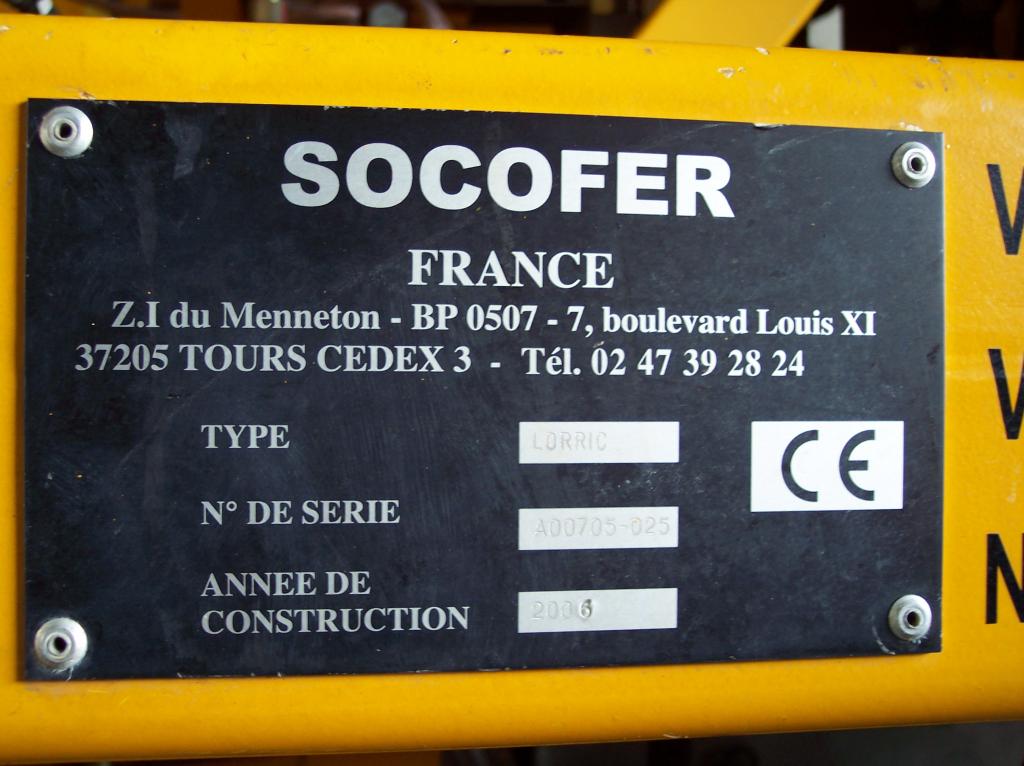 SOCOFER
FRANCE
Z.I du Menneton - BP 0507 - 7, boulevard Louis XI
37205 TOURS CEDEX 3 - Tél. 02 47 39 28 24
TYPE LORRIC
CE
N° DE SERIE A00705-025
ANNEE DE
CONSTRUCTION 2006